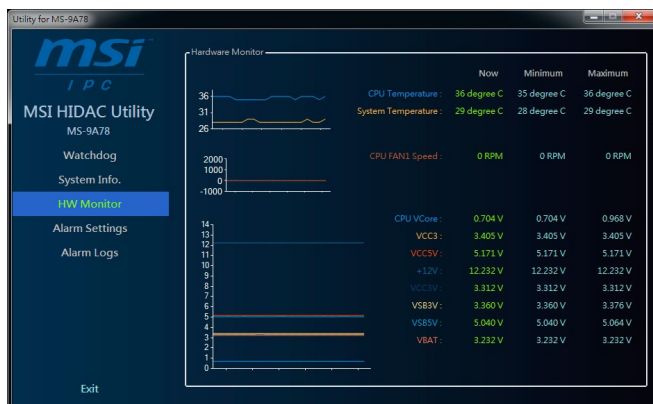 Utility for MS-9A78
msi
IPC
MSI HIDAC Utility
MS-9A78
Watchdog
System Info.
HW Monitor
Alarm Settings
Alarm Logs
Exit
Hardware Monitor
Now Minimum Maximum
36
31
26
CPU Temperature : 36 degree C 35 degree C 36 degree C
System Temperature : 29 degree C 28 degree C 29 degree C
2000
1000
0
-1000
CPU FAN1 Speed : 0 RPM 0 RPM 0 RPM
14
13
12
11
10
9
8
7
6
5
4
3
2
1
0
CPU VCore : 0.704 V 0.704 V 0.968 V
VCC3 : 3.405 V 3.405 V 3.405 V
VCC5V : 5.171 V 5.171 V 5.171 V
+12V : 12.232 V 12.232 V 12.232 V
VCC3V : 3.312 V 3.312 V 3.312 V
VSB3V : 3.360 V 3.360 V 3.376 V
VSB5V : 5.040 V 5.040 V 5.064 V
VBAT : 3.232 V 3.232 V 3.232 V